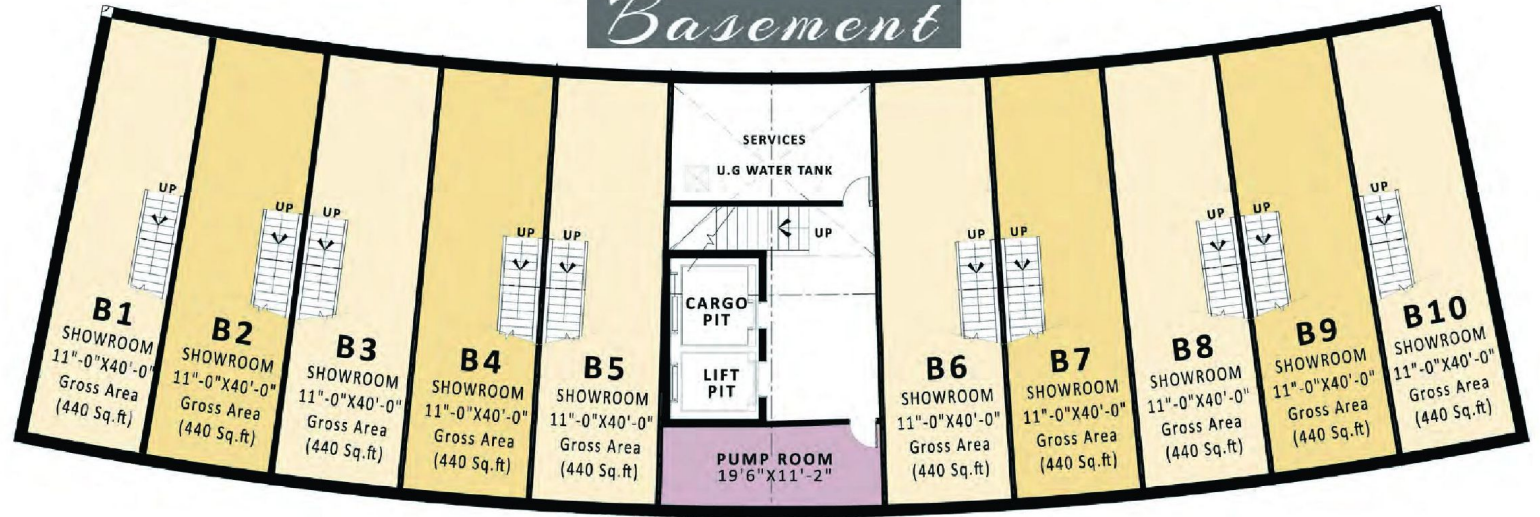 Basement
UP
B1
SHOWROOM
11"-0"X40'-0"
Gross Area
(440 Sq.ft)
UP
B2
SHOWROOM
11"-0"X40'-0"
Gross Area
(440 Sq.ft)
UP
B3
SHOWROOM
11"-0"X40'-0"
Gross Area
(440 Sq.ft)
UP
B4
SHOWROOM
11"-0"X40'-0"
Gross Area
(440 Sq.ft)
UP
B5
SHOWROOM
11"-0"X40'-0"
Gross Area
(440 Sq.ft)
SERVICES
U.G WATER TANK
UP
CARGO
PIT
LIFT
PIT
PUMP ROOM
19'6"X11'-2"
UP
B6
SHOWROOM
11"-0"X40'-0"
Gross Area
(440 Sq.ft)
UP
B7
SHOWROOM
11"-0"X40'-0"
Gross Area
(440 Sq.ft)
UP
B8
SHOWROOM
11"-0"X40'-0"
Gross Area
(440 Sq.ft)
UP
B9
SHOWROOM
11"-0"X40'-0"
Gross Area
(440 Sq.ft)
UP
B10
SHOWROOM
11"-0"X40'-0"
Gross Area
(440 Sq.ft)